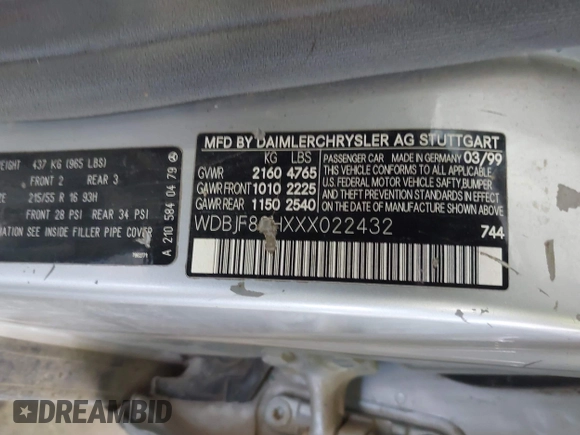 EIGHT 437 KG (965 LBS)
FRONT 2 REAR 3
ZE 215/55 R 16 93H
FRONT 28 PSI REAR 34 PSI
RMATION SEE INSIDE FILLER PIPE COVER
A 210 584 04 79
MFD BY DAIMLERCHRYSLER AG STUTTGART
KG LBS PASSENGER CAR MADE IN GERMANY 03/99
GVWR 2160 4765
GAWR FRONT 1010 2225
GAWR REAR 1150 2540
THIS VEHICLE CONFORMS TO ALL APPLICABLE
FEDERAL MOTOR VEHICLE SAFETY, BUMPER
AND THEFT PREVENTION STANDARDS IN EFFECT
ON THE DATE OF MANUFACTURE SHOWN ABOVE.
744
DREAMBID